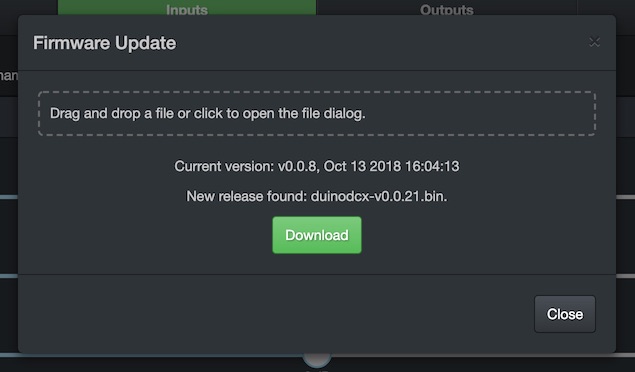 Inputs
Outputs
Firmware Update
×
Drag and drop a file or click to open the file dialog.
Current version: v0.0.8, Oct 13 2018 16:04:13
New release found: duinodcx-v0.0.21.bin.
Download
Close